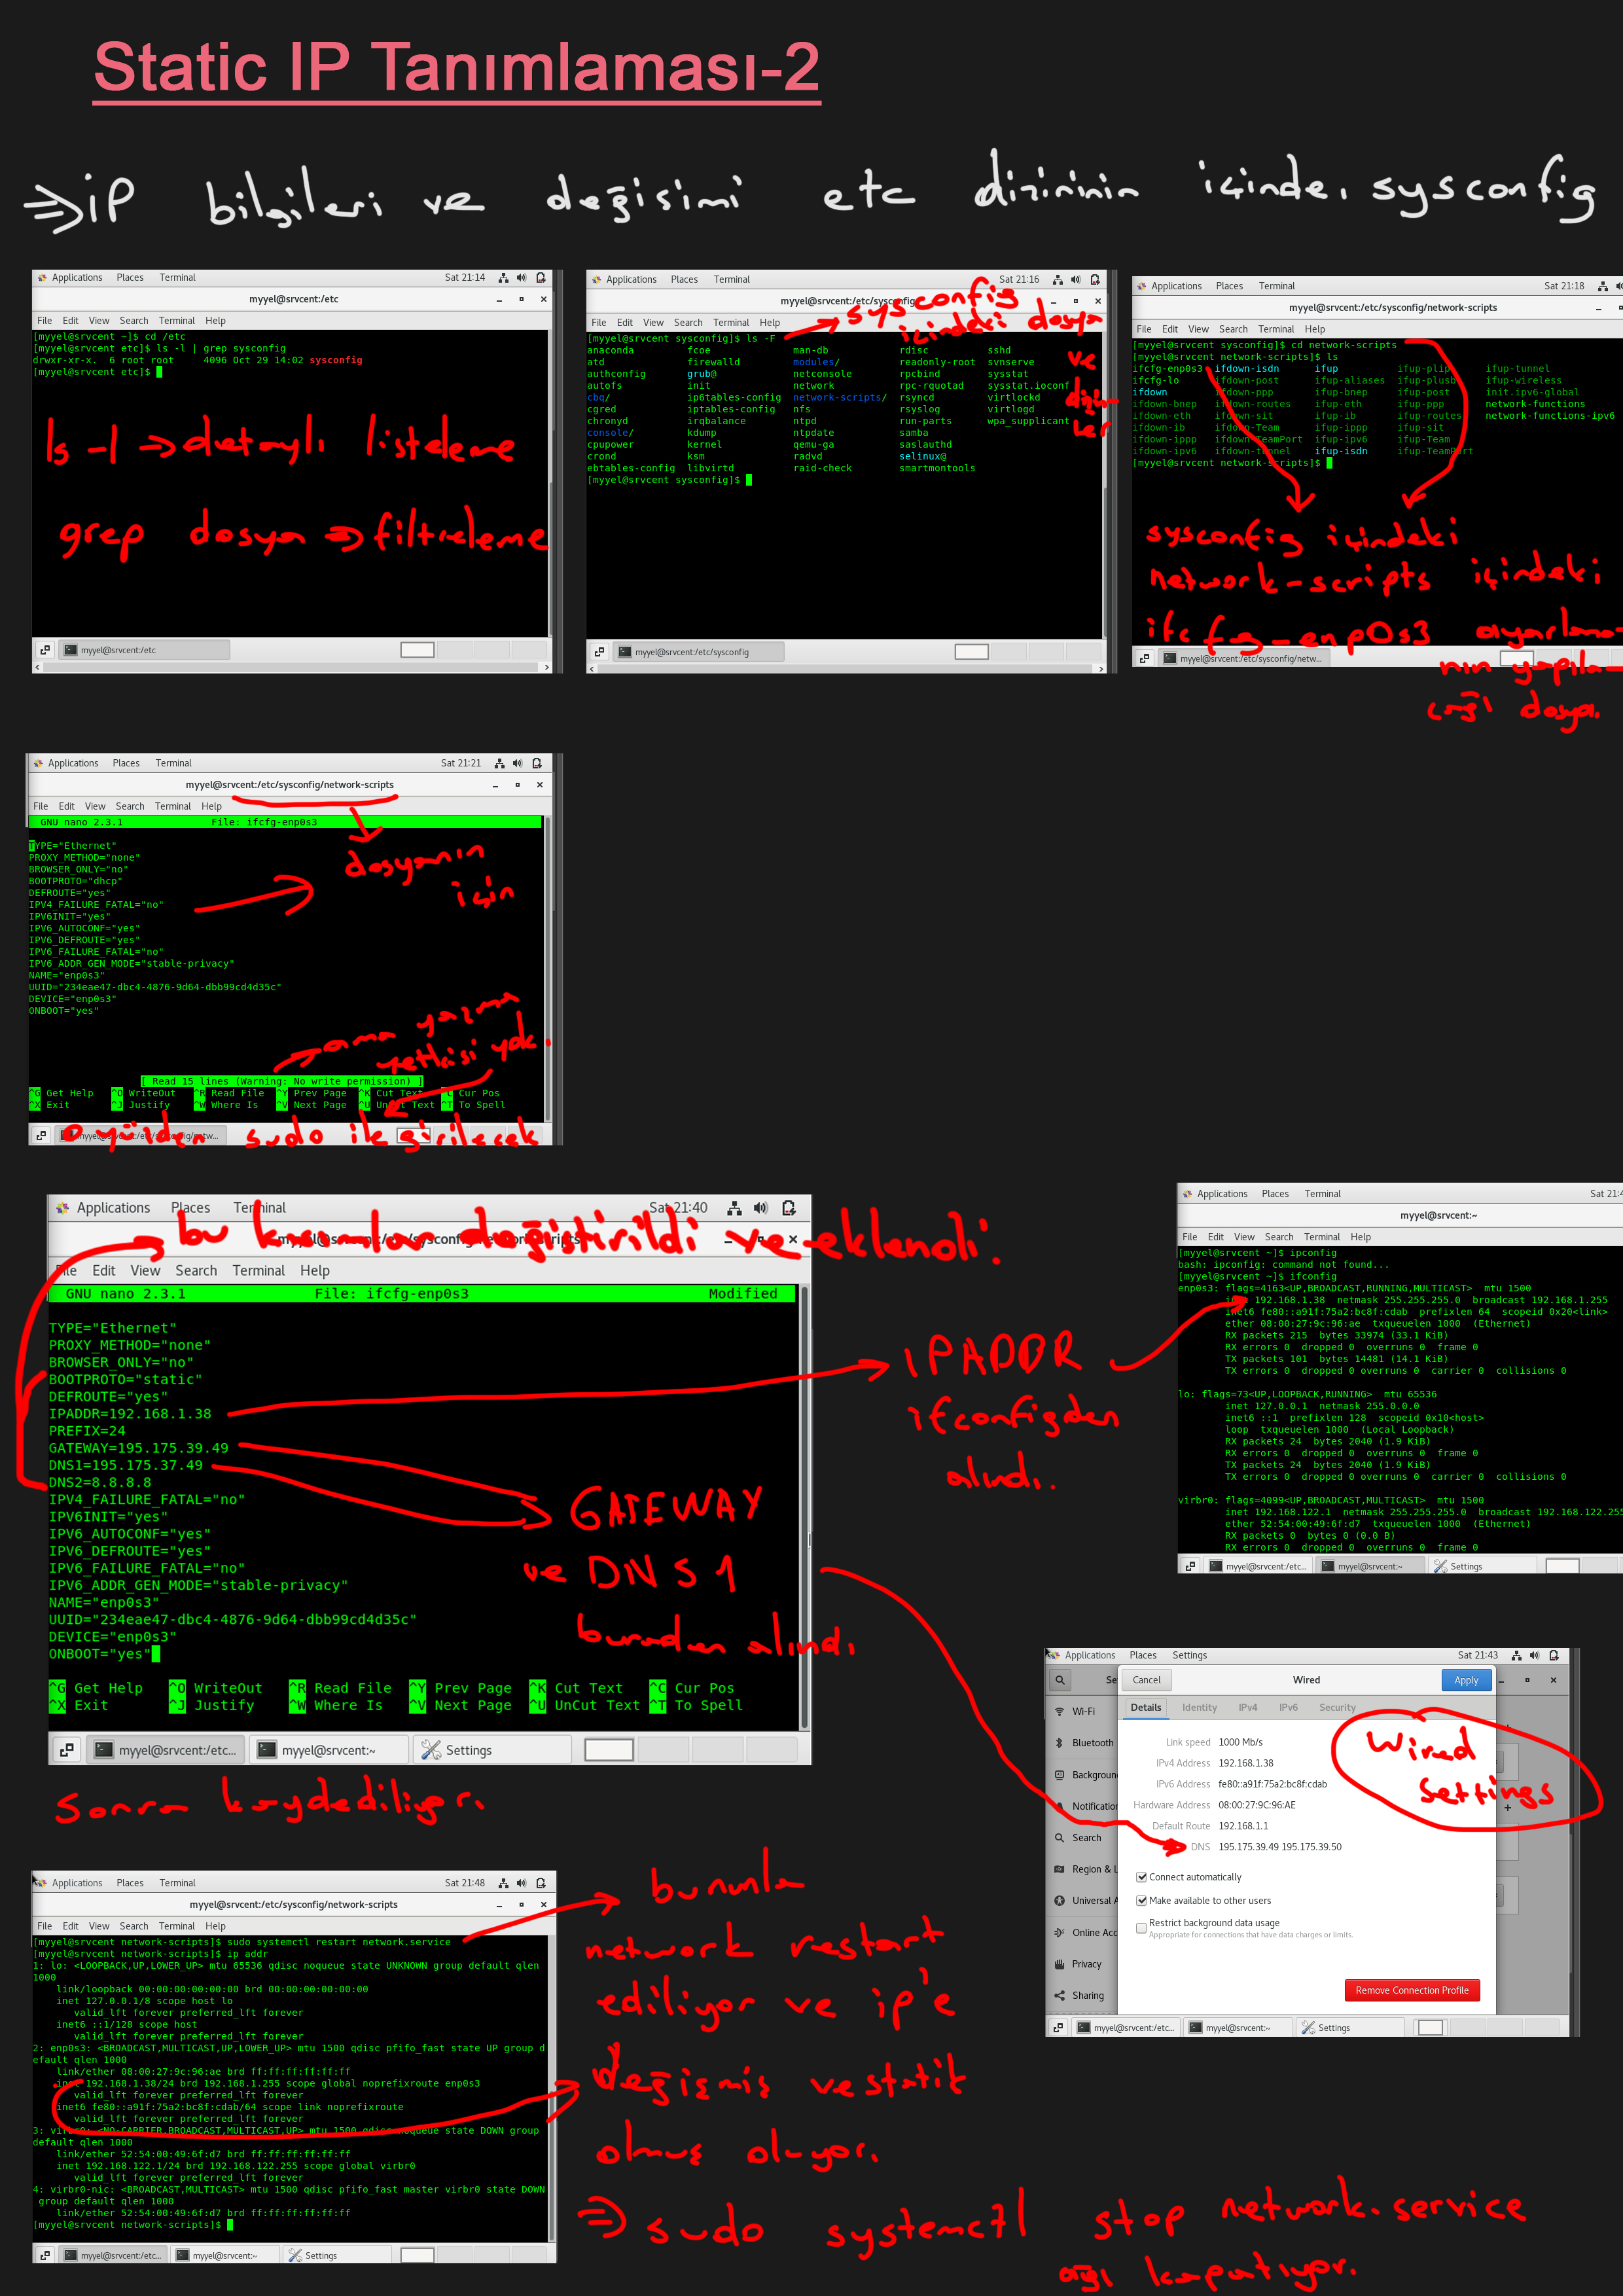 Static IP Tanımlaması-2
⇒ iP bilgileri ve değişimi etc dizininin içinde, sysconfig
Applications Places Terminal Sat 21:14
myyel@srvcent:/etc
File Edit View Search Terminal Help
[myyel@srvcent ~]$ cd /etc
[myyel@srvcent etc]$ ls -l | grep sysconfig
drwxr-xr-x. 6 root root 4096 Oct 29 14:02 sysconfig
[myyel@srvcent etc]$
ls -l ⇒ detaylı listeleme
grep dosya ⇒ filtreleme
myyel@srvcent:/etc
Applications Places Terminal Sat 21:16
myyel@srvcent:/etc/sysconfig
File Edit View Search Terminal Help
sysconfig
içindeki dosya
ve
dizin
ler
[myyel@srvcent sysconfig]$ ls -F
anaconda fcoe man-db rdisc sshd
atd firewalld modules/ readonly-root svnserve
authconfig grub@ netconsole rpcbind sysstat
autofs init network rpc-rquotad sysstat.ioconf
cbq/ ip6tables-config network-scripts/ rsyncd virtlockd
cgred iptables-config nfs rsyslog virtlogd
chronyd irqbalance ntpd run-parts wpa_supplicant
console/ kdump ntpdate samba
cpupower kernel qemu-ga saslauthd
crond ksm radvd selinux@
ebtables-config libvirtd raid-check smartmontools
[myyel@srvcent sysconfig]$
myyel@srvcent:/etc/sysconfig
Applications Places Terminal Sat 21:18
myyel@srvcent:/etc/sysconfig/network-scripts
File Edit View Search Terminal Help
[myyel@srvcent sysconfig]$ cd network-scripts
[myyel@srvcent network-scripts]$ ls
ifcfg-enp0s3 ifdown-isdn ifup ifup-plip ifup-tunnel
ifcfg-lo ifdown-post ifup-aliases ifup-plusb ifup-wireless
ifdown ifdown-ppp ifup-bnep ifup-post init.ipv6-global
ifdown-bnep ifdown-routes ifup-eth ifup-ppp network-functions
ifdown-eth ifdown-sit ifup-ib ifup-routes network-functions-ipv6
ifdown-ib ifdown-Team ifup-ippp ifup-sit
ifdown-ippp ifdown-TeamPort ifup-ipv6 ifup-Team
ifdown-ipv6 ifdown-tunnel ifup-isdn ifup-TeamPort
[myyel@srvcent network-scripts]$
sysconfig içindeki
network-scripts içindeki
ifcfg-enp0s3 ayarlama-
nın yapıla-
cağı dosya.
myyel@srvcent:/etc/sysconfig/netw...
Applications Places Terminal Sat 21:21
myyel@srvcent:/etc/sysconfig/network-scripts
File Edit View Search Terminal Help
GNU nano 2.3.1 File: ifcfg-enp0s3
TYPE="Ethernet"
PROXY_METHOD="none"
BROWSER_ONLY="no"
BOOTPROTO="dhcp"
DEFROUTE="yes"
IPV4_FAILURE_FATAL="no"
IPV6INIT="yes"
IPV6_AUTOCONF="yes"
IPV6_DEFROUTE="yes"
IPV6_FAILURE_FATAL="no"
IPV6_ADDR_GEN_MODE="stable-privacy"
NAME="enp0s3"
UUID="234eae47-dbc4-4876-9d64-dbb99cd4d35c"
DEVICE="enp0s3"
ONBOOT="yes"
dosyanın
için
ama yazma
yetkisi yok.
[ Read 15 lines (Warning: No write permission) ]
^G Get Help ^O WriteOut ^R Read File ^Y Prev Page ^K Cut Text ^C Cur Pos
^X Exit ^J Justify ^W Where Is ^V Next Page ^U UnCut Text ^T To Spell
o yüzden sudo ile girilecek
Applications Places Terminal Sat 21:40
bu kısımlar değiştirildi ve eklendi.
File Edit View Search Terminal Help
GNU nano 2.3.1 File: ifcfg-enp0s3 Modified
TYPE="Ethernet"
PROXY_METHOD="none"
BROWSER_ONLY="no"
BOOTPROTO="static"
DEFROUTE="yes"
IPADDR=192.168.1.38
PREFIX=24
GATEWAY=195.175.39.49
DNS1=195.175.37.49
DNS2=8.8.8.8
IPV4_FAILURE_FATAL="no"
IPV6INIT="yes"
IPV6_AUTOCONF="yes"
IPV6_DEFROUTE="yes"
IPV6_FAILURE_FATAL="no"
IPV6_ADDR_GEN_MODE="stable-privacy"
NAME="enp0s3"
UUID="234eae47-dbc4-4876-9d64-dbb99cd4d35c"
DEVICE="enp0s3"
ONBOOT="yes"
^G Get Help ^O WriteOut ^R Read File ^Y Prev Page ^K Cut Text ^C Cur Pos
^X Exit ^J Justify ^W Where Is ^V Next Page ^U UnCut Text ^T To Spell
myyel@srvcent:/etc... myyel@srvcent:~ Settings
IPADDR
ifconfigden
alındı.
GATEWAY
ve DNS1
buradan alındı.
sonra kaydediliyor.
Applications Places Terminal
myyel@srvcent:~
File Edit View Search Terminal Help
[myyel@srvcent ~]$ ipconfig
bash: ipconfig: command not found...
[myyel@srvcent ~]$ ifconfig
enp0s3: flags=4163<UP,BROADCAST,RUNNING,MULTICAST> mtu 1500
inet 192.168.1.38 netmask 255.255.255.0 broadcast 192.168.1.255
inet6 fe80::a91f:75a2:bc8f:cdab prefixlen 64 scopeid 0x20<link>
ether 08:00:27:9c:96:ae txqueuelen 1000 (Ethernet)
RX packets 215 bytes 33974 (33.1 KiB)
RX errors 0 dropped 0 overruns 0 frame 0
TX packets 101 bytes 14481 (14.1 KiB)
TX errors 0 dropped 0 overruns 0 carrier 0 collisions 0
lo: flags=73<UP,LOOPBACK,RUNNING> mtu 65536
inet 127.0.0.1 netmask 255.0.0.0
inet6 ::1 prefixlen 128 scopeid 0x10<host>
loop txqueuelen 1000 (Local Loopback)
RX packets 24 bytes 2040 (1.9 KiB)
RX errors 0 dropped 0 overruns 0 frame 0
TX packets 24 bytes 2040 (1.9 KiB)
TX errors 0 dropped 0 overruns 0 carrier 0 collisions 0
virbr0: flags=4099<UP,BROADCAST,MULTICAST> mtu 1500
inet 192.168.122.1 netmask 255.255.255.0 broadcast 192.168.122.255
ether 52:54:00:49:6f:d7 txqueuelen 1000 (Ethernet)
RX packets 0 bytes 0 (0.0 B)
RX errors 0 dropped 0 overruns 0 frame 0
myyel@srvcent:/etc... myyel@srvcent:~ Settings
Applications Places Settings Sat 21:43
Cancel Wired Apply
Details Identity IPv4 IPv6 Security
Wi-Fi
Bluetooth
Background
Notification
Search
Region & L
Universal A
Online Acc
Privacy
Sharing
Link speed 1000 Mb/s
IPv4 Address 192.168.1.38
IPv6 Address fe80::a91f:75a2:bc8f:cdab
Hardware Address 08:00:27:9C:96:AE
Default Route 192.168.1.1
DNS 195.175.39.49 195.175.39.50
Connect automatically
Make available to other users
Restrict background data usage
Appropriate for connections that have data charges or limits.
Remove Connection Profile
Wired
settings
myyel@srvcent:/etc... myyel@srvcent:~ Settings
Applications Places Terminal Sat 21:48
myyel@srvcent:/etc/sysconfig/network-scripts
File Edit View Search Terminal Help
[myyel@srvcent network-scripts]$ sudo systemctl restart network.service
[myyel@srvcent network-scripts]$ ip addr
1: lo: <LOOPBACK,UP,LOWER_UP> mtu 65536 qdisc noqueue state UNKNOWN group default qlen
1000
link/loopback 00:00:00:00:00:00 brd 00:00:00:00:00:00
inet 127.0.0.1/8 scope host lo
valid_lft forever preferred_lft forever
inet6 ::1/128 scope host
valid_lft forever preferred_lft forever
2: enp0s3: <BROADCAST,MULTICAST,UP,LOWER_UP> mtu 1500 qdisc pfifo_fast state UP group d
efault qlen 1000
link/ether 08:00:27:9c:96:ae brd ff:ff:ff:ff:ff:ff
inet 192.168.1.38/24 brd 192.168.1.255 scope global noprefixroute enp0s3
valid_lft forever preferred_lft forever
inet6 fe80::a91f:75a2:bc8f:cdab/64 scope link noprefixroute
valid_lft forever preferred_lft forever
3: virbr0: <NO-CARRIER,BROADCAST,MULTICAST,UP> mtu 1500 qdisc noqueue state DOWN group
default qlen 1000
link/ether 52:54:00:49:6f:d7 brd ff:ff:ff:ff:ff:ff
inet 192.168.122.1/24 brd 192.168.122.255 scope global virbr0
valid_lft forever preferred_lft forever
4: virbr0-nic: <BROADCAST,MULTICAST> mtu 1500 qdisc pfifo_fast master virbr0 state DOWN
group default qlen 1000
link/ether 52:54:00:49:6f:d7 brd ff:ff:ff:ff:ff:ff
[myyel@srvcent network-scripts]$
myyel@srvcent:/etc... myyel@srvcent:~ Settings
bununla
network restart
ediliyor ve ip'e
değişmiş ve statik
olmuş oluyor.
⇒ sudo systemctl stop network.service
ağı kapatıyor.